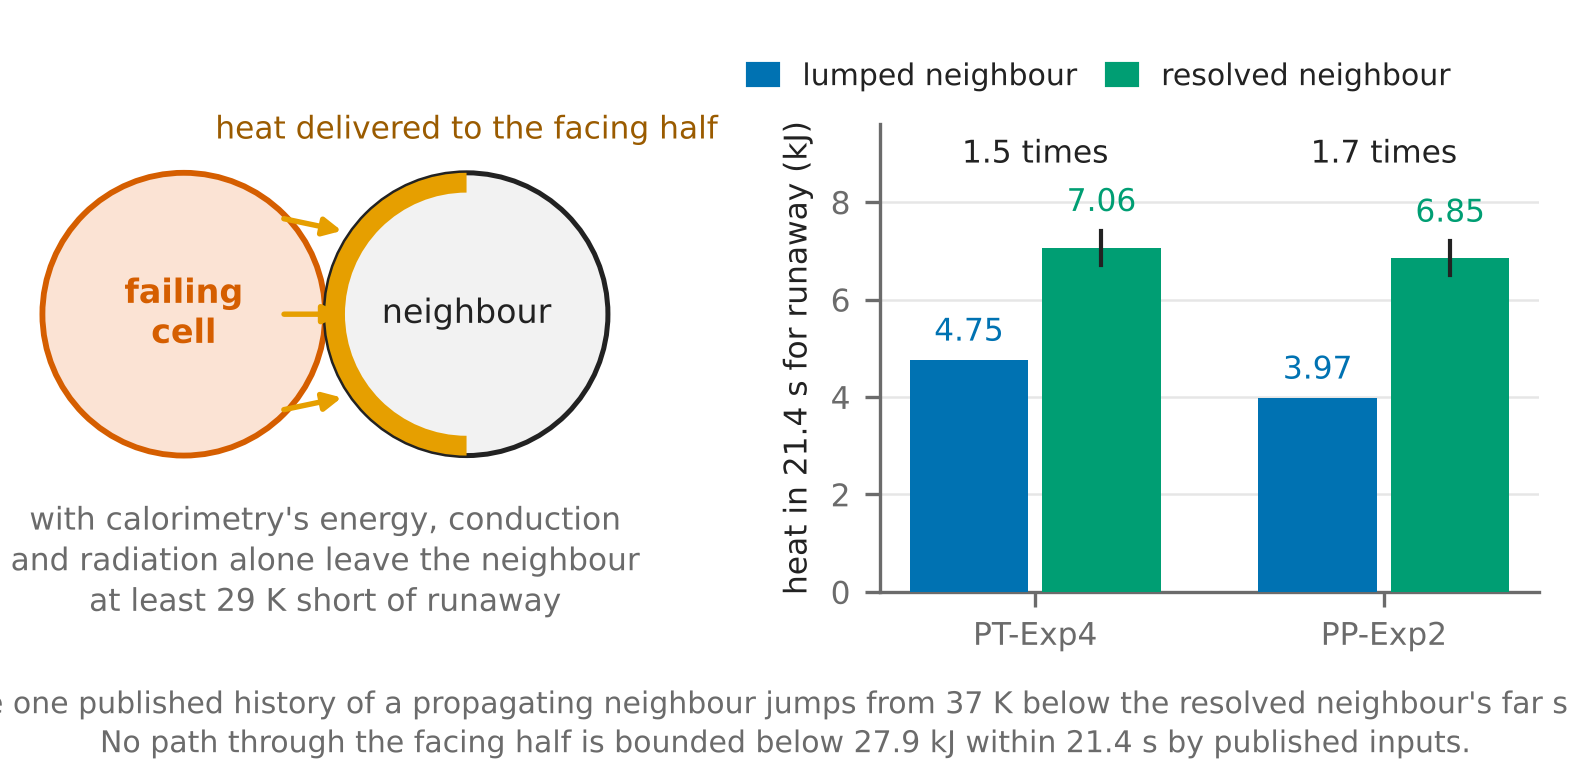 lumped neighbour
resolved neighbour
heat delivered to the facing half
failing
cell
neighbour
with calorimetry's energy, conduction
and radiation alone leave the neighbour
at least 29 K short of runaway
heat in 21.4 s for runaway (kJ)
8
6
4
2
0
1.5 times
1.7 times
7.06
6.85
4.75
3.97
PT-Exp4
PP-Exp2
one published history of a propagating neighbour jumps from 37 K below the resolved neighbour's far
No path through the facing half is bounded below 27.9 kJ within 21.4 s by published inputs.